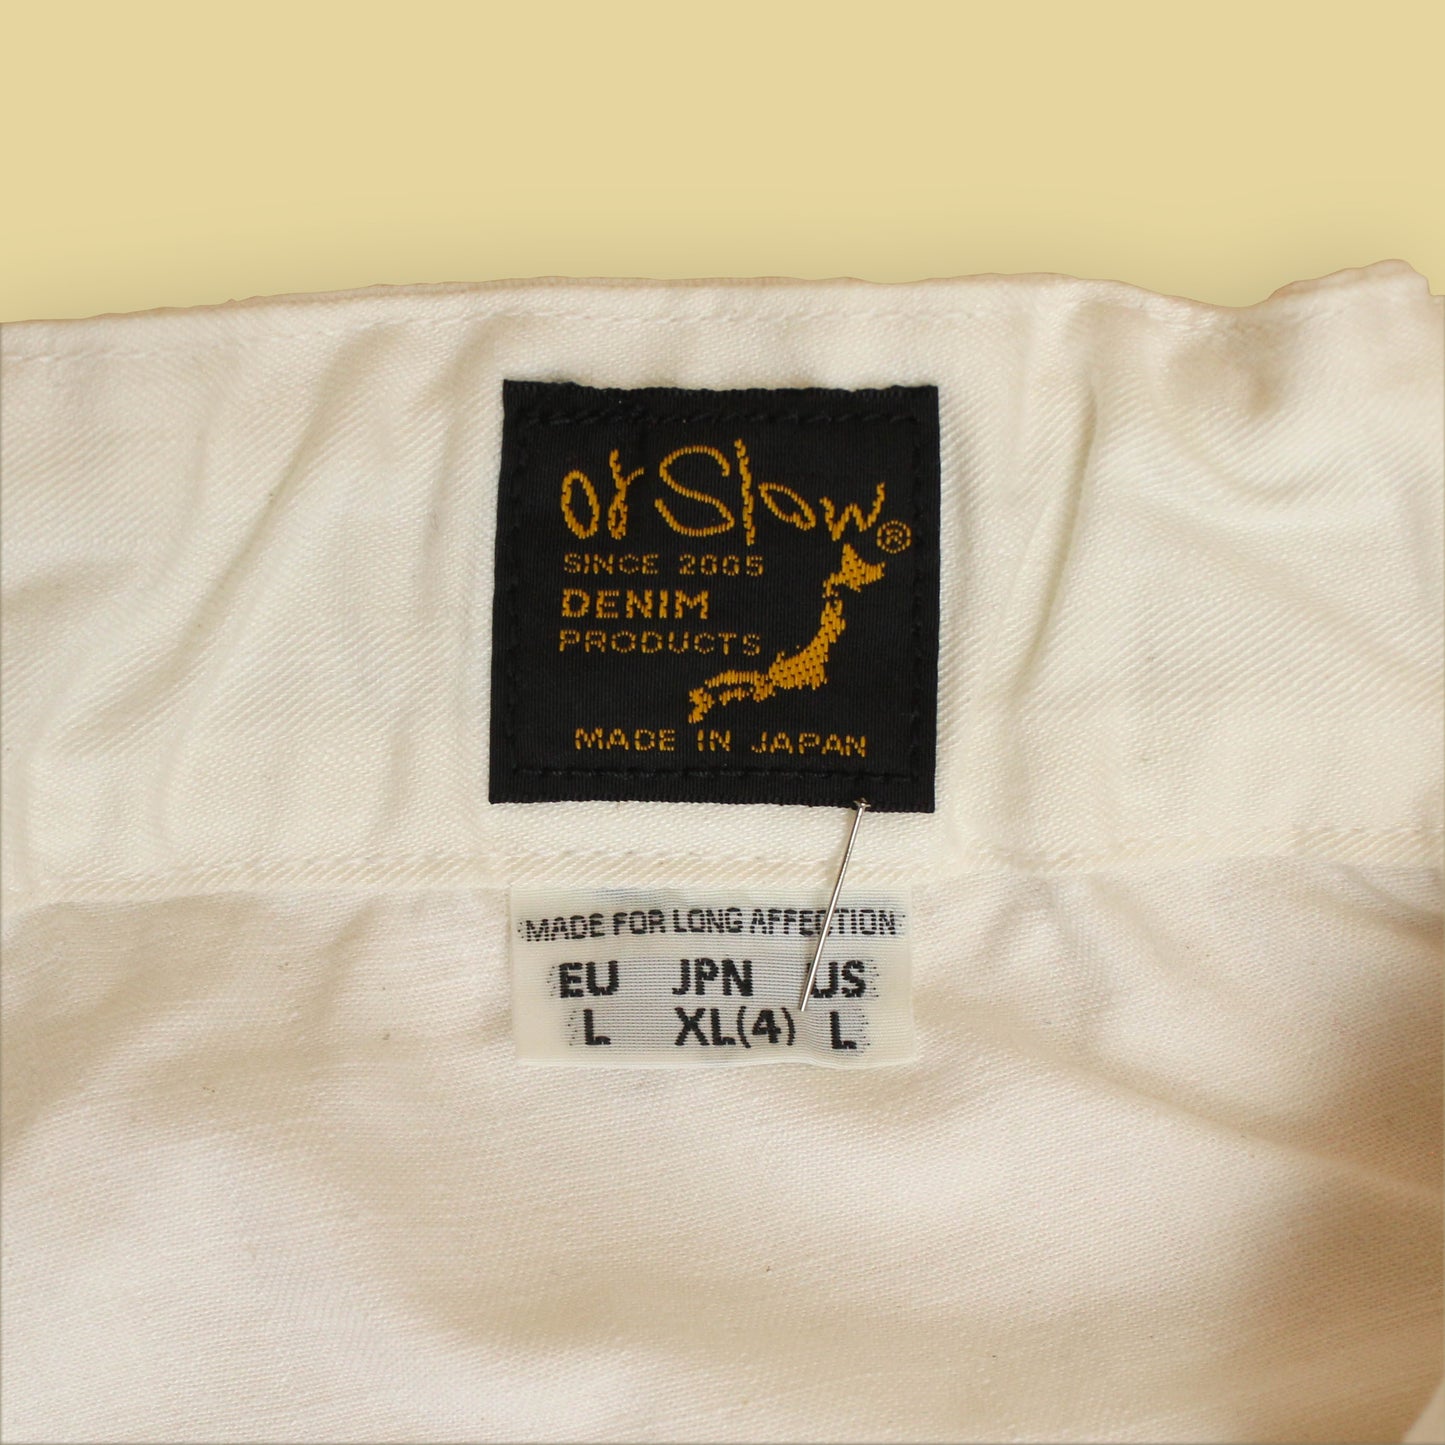 orSlow®
SINCE 2005
DENIM
PRODUCTS
MADE IN JAPAN
MADE FOR LONG AFFECTION
EU JPN US
L XL(4) L